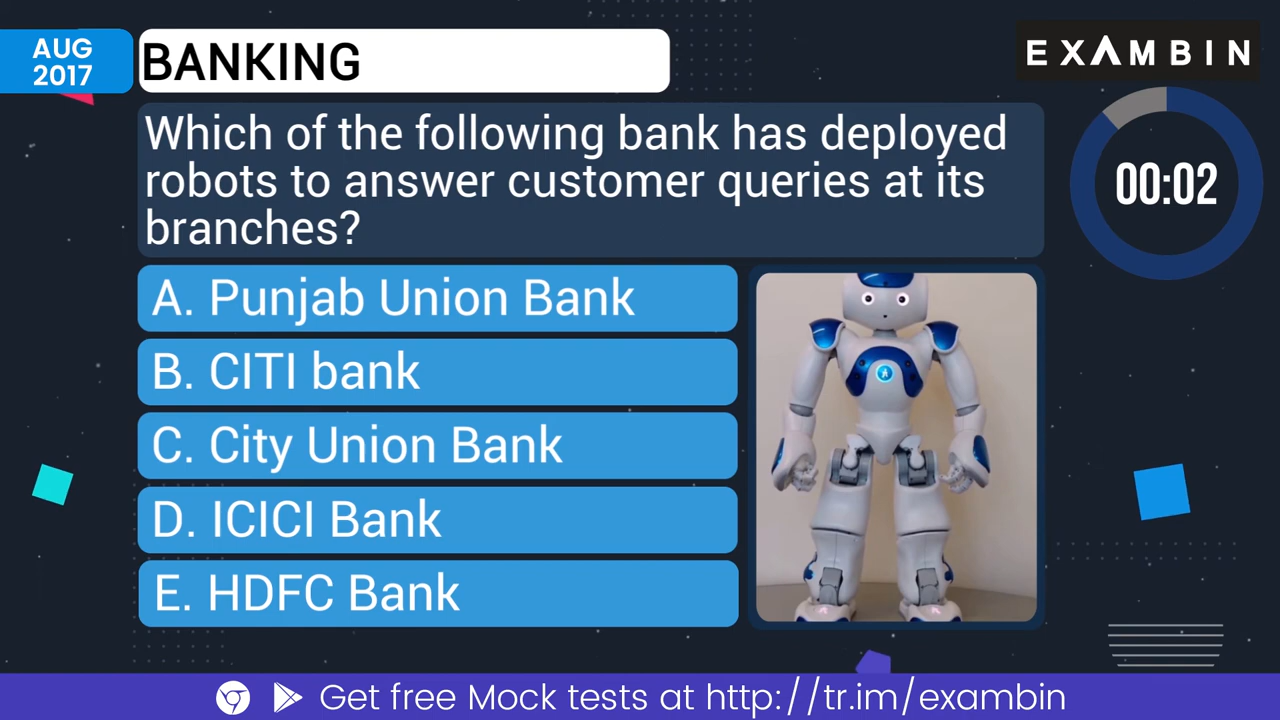 AUG
2017
BANKING
EXAMBIN
Which of the following bank has deployed
robots to answer customer queries at its
branches?
00:02
A. Punjab Union Bank
B. CITI bank
C. City Union Bank
D. ICICI Bank
E. HDFC Bank
Get free Mock tests at http://tr.im/exambin